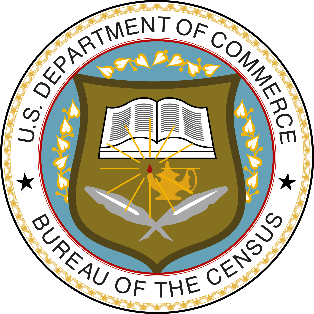 U.S. DEPARTMENT OF COMMERCE
BUREAU OF THE CENSUS